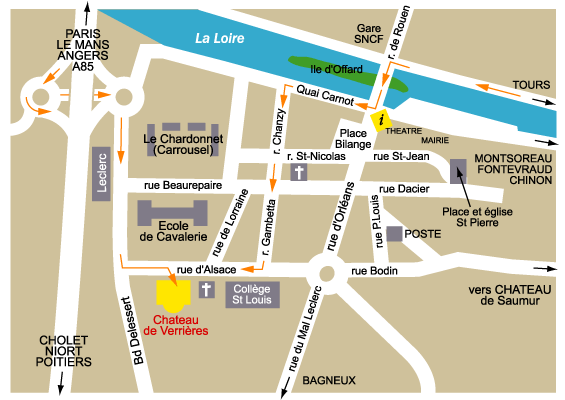 PARIS
LE MANS
ANGERS
A85
La Loire
Gare
SNCF
r. de Rouen
Ile d'Offard
TOURS
Quai Carnot
i
THEATRE
MAIRIE
Place
Bilange
r. Chanzy
Le Chardonnet
(Carrousel)
r. St-Nicolas
rue St-Jean
MONTSOREAU
FONTEVRAUD
CHINON
Leclerc
rue Beaurepaire
rue Dacier
Place et église
St Pierre
Ecole
de Cavalerie
rue de Lorraine
r. Gambetta
rue d'Orléans
rue P.Louis
POSTE
rue d'Alsace
rue Bodin
vers CHATEAU
de Saumur
Collège
St Louis
Chateau
de Verrières
Bd Delessert
rue du Mal Leclerc
CHOLET
NIORT
POITIERS
BAGNEUX